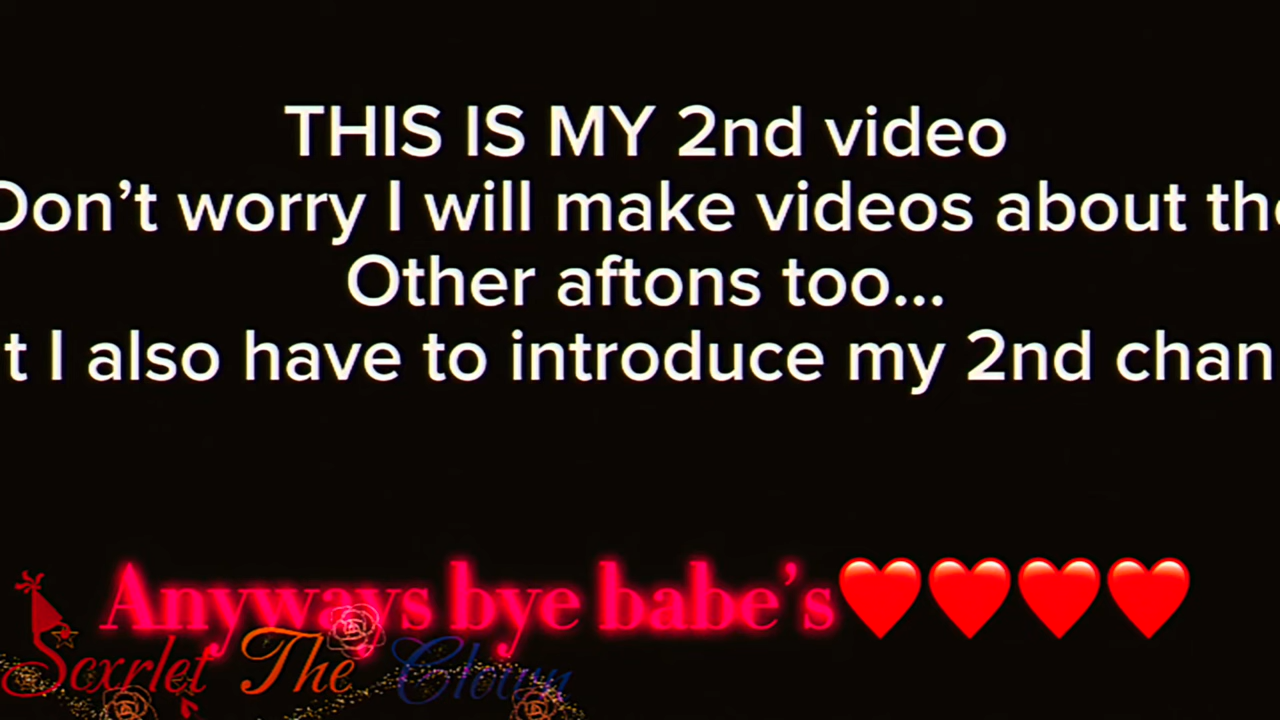 THIS IS MY 2nd video
Don’t worry I will make videos about the
Other aftons too...
t I also have to introduce my 2nd chan
Anyways bye babe’s❤️❤️❤️❤️
Scxrlet The Clown